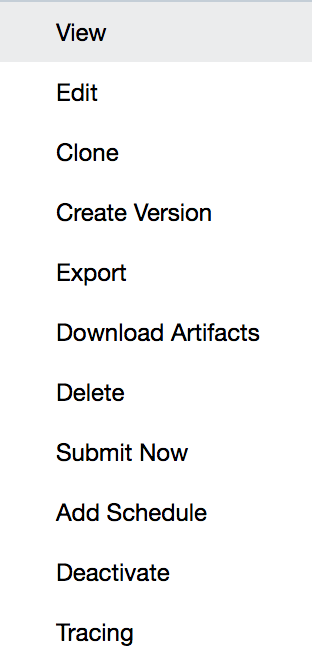 View
Edit
Clone
Create Version
Export
Download Artifacts
Delete
Submit Now
Add Schedule
Deactivate
Tracing